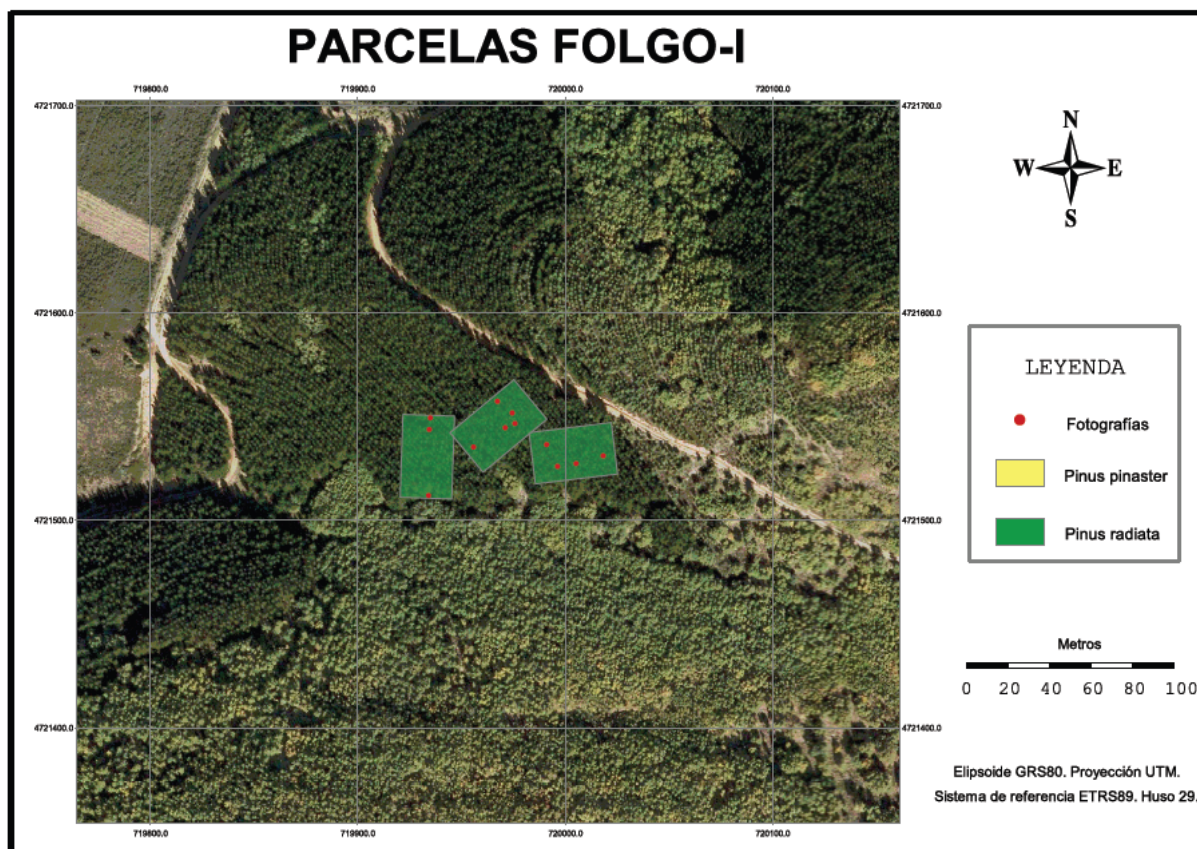 PARCELAS FOLGO-I
719800.0 719900.0 720000.0 720100.0
4721700.0 4721700.0
4721600.0 4721600.0
4721500.0 4721500.0
4721400.0 4721400.0
719800.0 719900.0 720000.0 720100.0
N
W E
S
LEYENDA
Fotografías
Pinus pinaster
Pinus radiata
Metros
0 20 40 60 80 100
Elipsoide GRS80. Proyección UTM.
Sistema de referencia ETRS89. Huso 29.